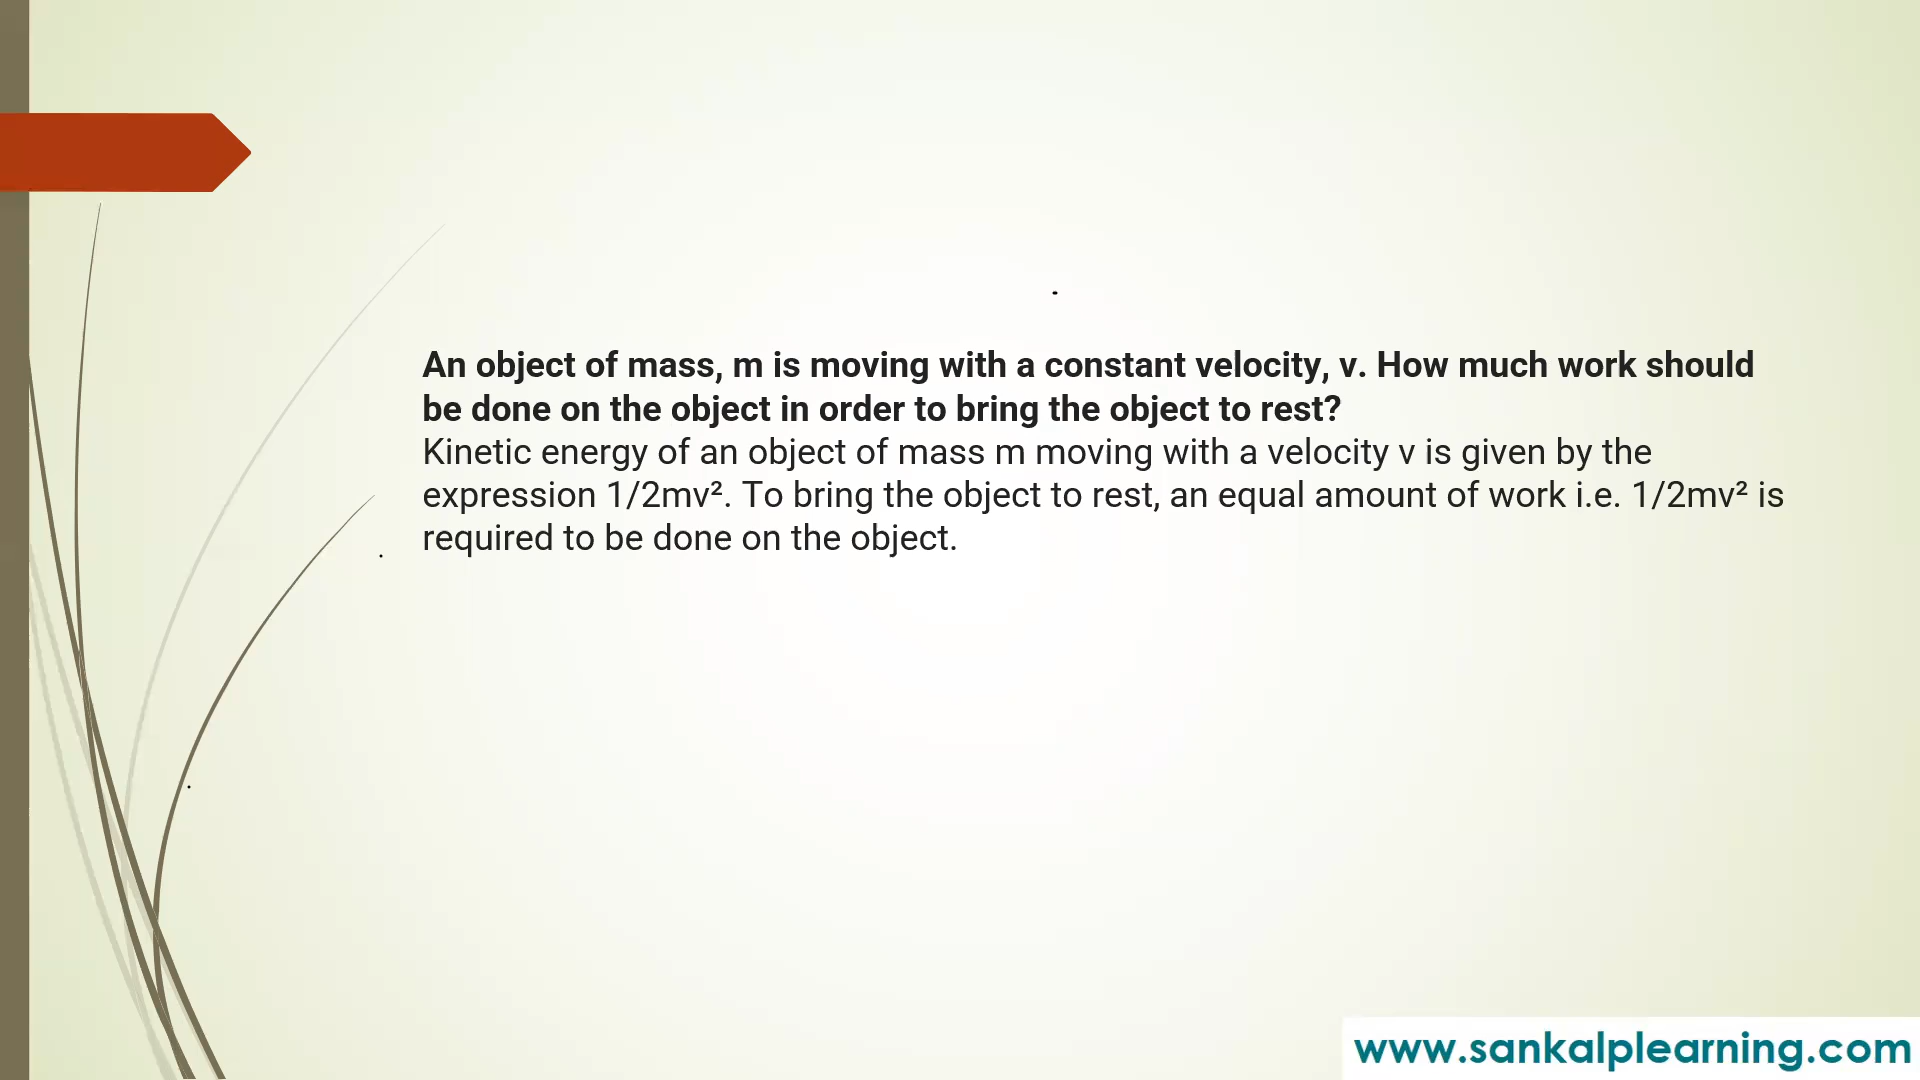 An object of mass, m is moving with a constant velocity, v. How much work should
be done on the object in order to bring the object to rest?
Kinetic energy of an object of mass m moving with a velocity v is given by the
expression 1/2mv². To bring the object to rest, an equal amount of work i.e. 1/2mv² is
required to be done on the object.
www.sankalplearning.com